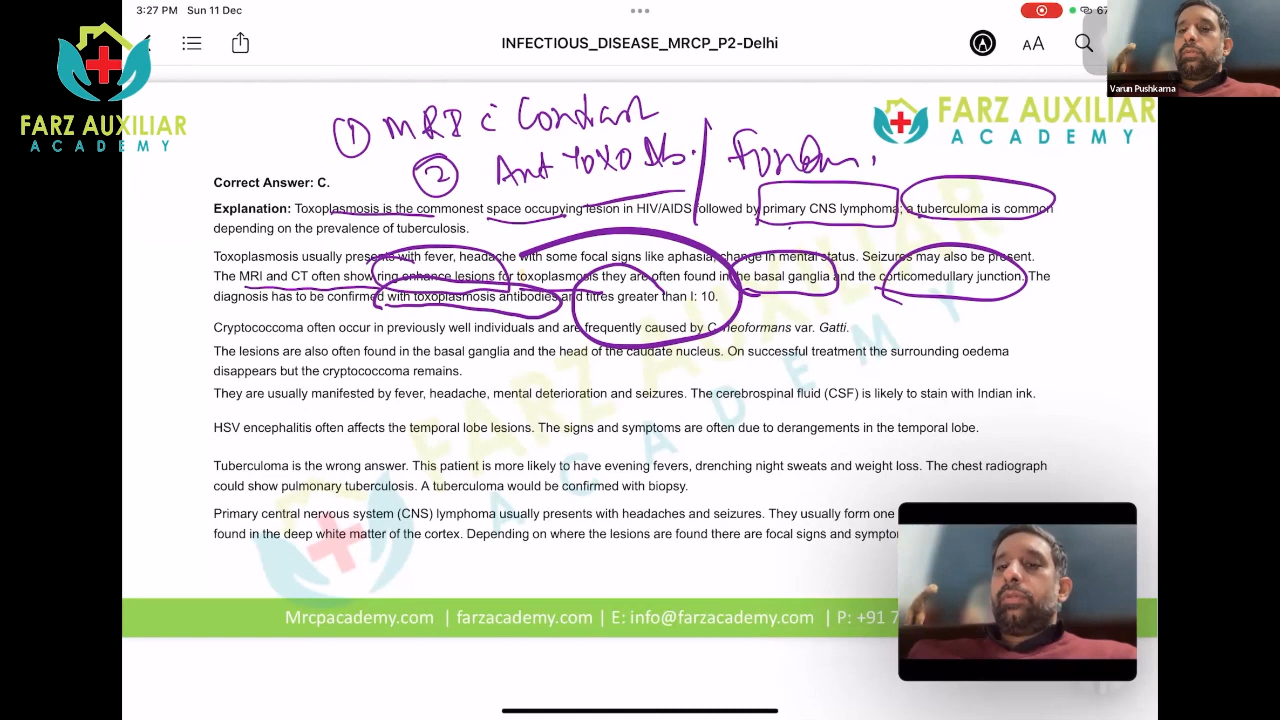 3:27 PM Sun 11 Dec
67
INFECTIOUS_DISEASE_MRCP_P2-Delhi
AA
Varun Pushkarna
FARZ AUXILIAR
ACADEMY
FARZ AUXILIAR
ACADEMY
① MRI c̄ Contrast
② Ant Toxo Ab. /
Correct Answer: C.
Explanation: Toxoplasmosis is the commonest space occupying lesion in HIV/AIDS followed by primary CNS lymphoma; a tuberculoma is common
depending on the prevalence of tuberculosis.
Toxoplasmosis usually presents with fever, headache with some focal signs like aphasia, change in mental status. Seizures may also be present.
The MRI and CT often show ring enhance lesions for toxoplasmosis they are often found in the basal ganglia and the corticomedullary junction. The
diagnosis has to be confirmed with toxoplasmosis antibodies and titres greater than I: 10.
Cryptococcoma often occur in previously well individuals and are frequently caused by C. neoformans var. Gatti.
The lesions are also often found in the basal ganglia and the head of the caudate nucleus. On successful treatment the surrounding oedema
disappears but the cryptococcoma remains.
They are usually manifested by fever, headache, mental deterioration and seizures. The cerebrospinal fluid (CSF) is likely to stain with Indian ink.
HSV encephalitis often affects the temporal lobe lesions. The signs and symptoms are often due to derangements in the temporal lobe.
Tuberculoma is the wrong answer. This patient is more likely to have evening fevers, drenching night sweats and weight loss. The chest radiograph
could show pulmonary tuberculosis. A tuberculoma would be confirmed with biopsy.
Primary central nervous system (CNS) lymphoma usually presents with headaches and seizures. They usually form one
found in the deep white matter of the cortex. Depending on where the lesions are found there are focal signs and
FARZ AUXILIAR
ACADEMY
Mrcpacademy.com | farzacademy.com | E: info@farzacademy.com | P: +91 7